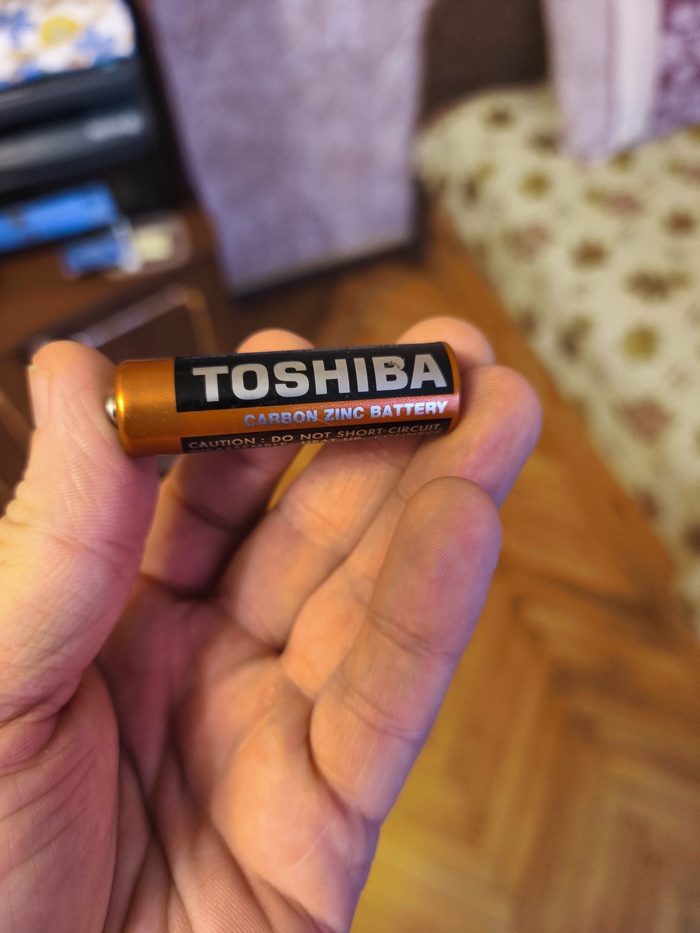 TOSHIBA
CARBON ZINC BATTERY
CAUTION : DO NOT SHORT-CIRCUIT,